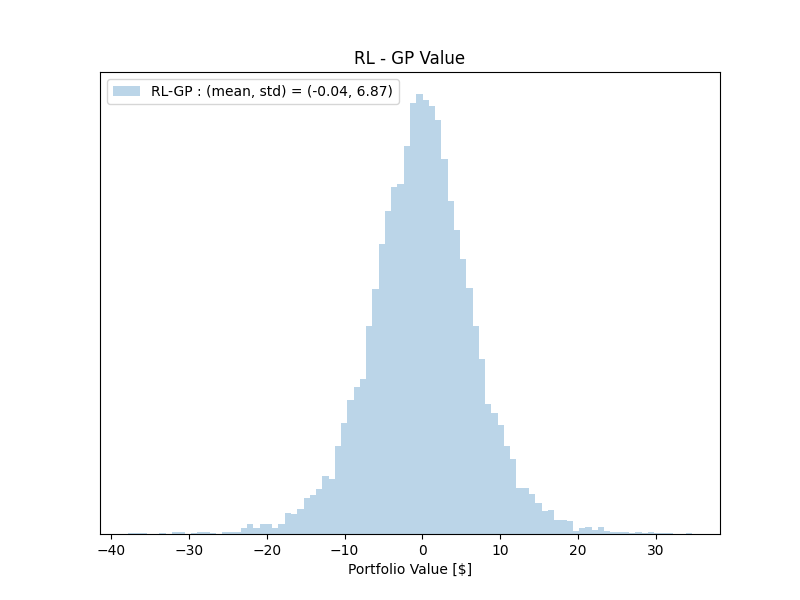 RL - GP Value
RL-GP : (mean, std) = (-0.04, 6.87)
−40 −30 −20 −10 0 10 20 30
Portfolio Value [$]